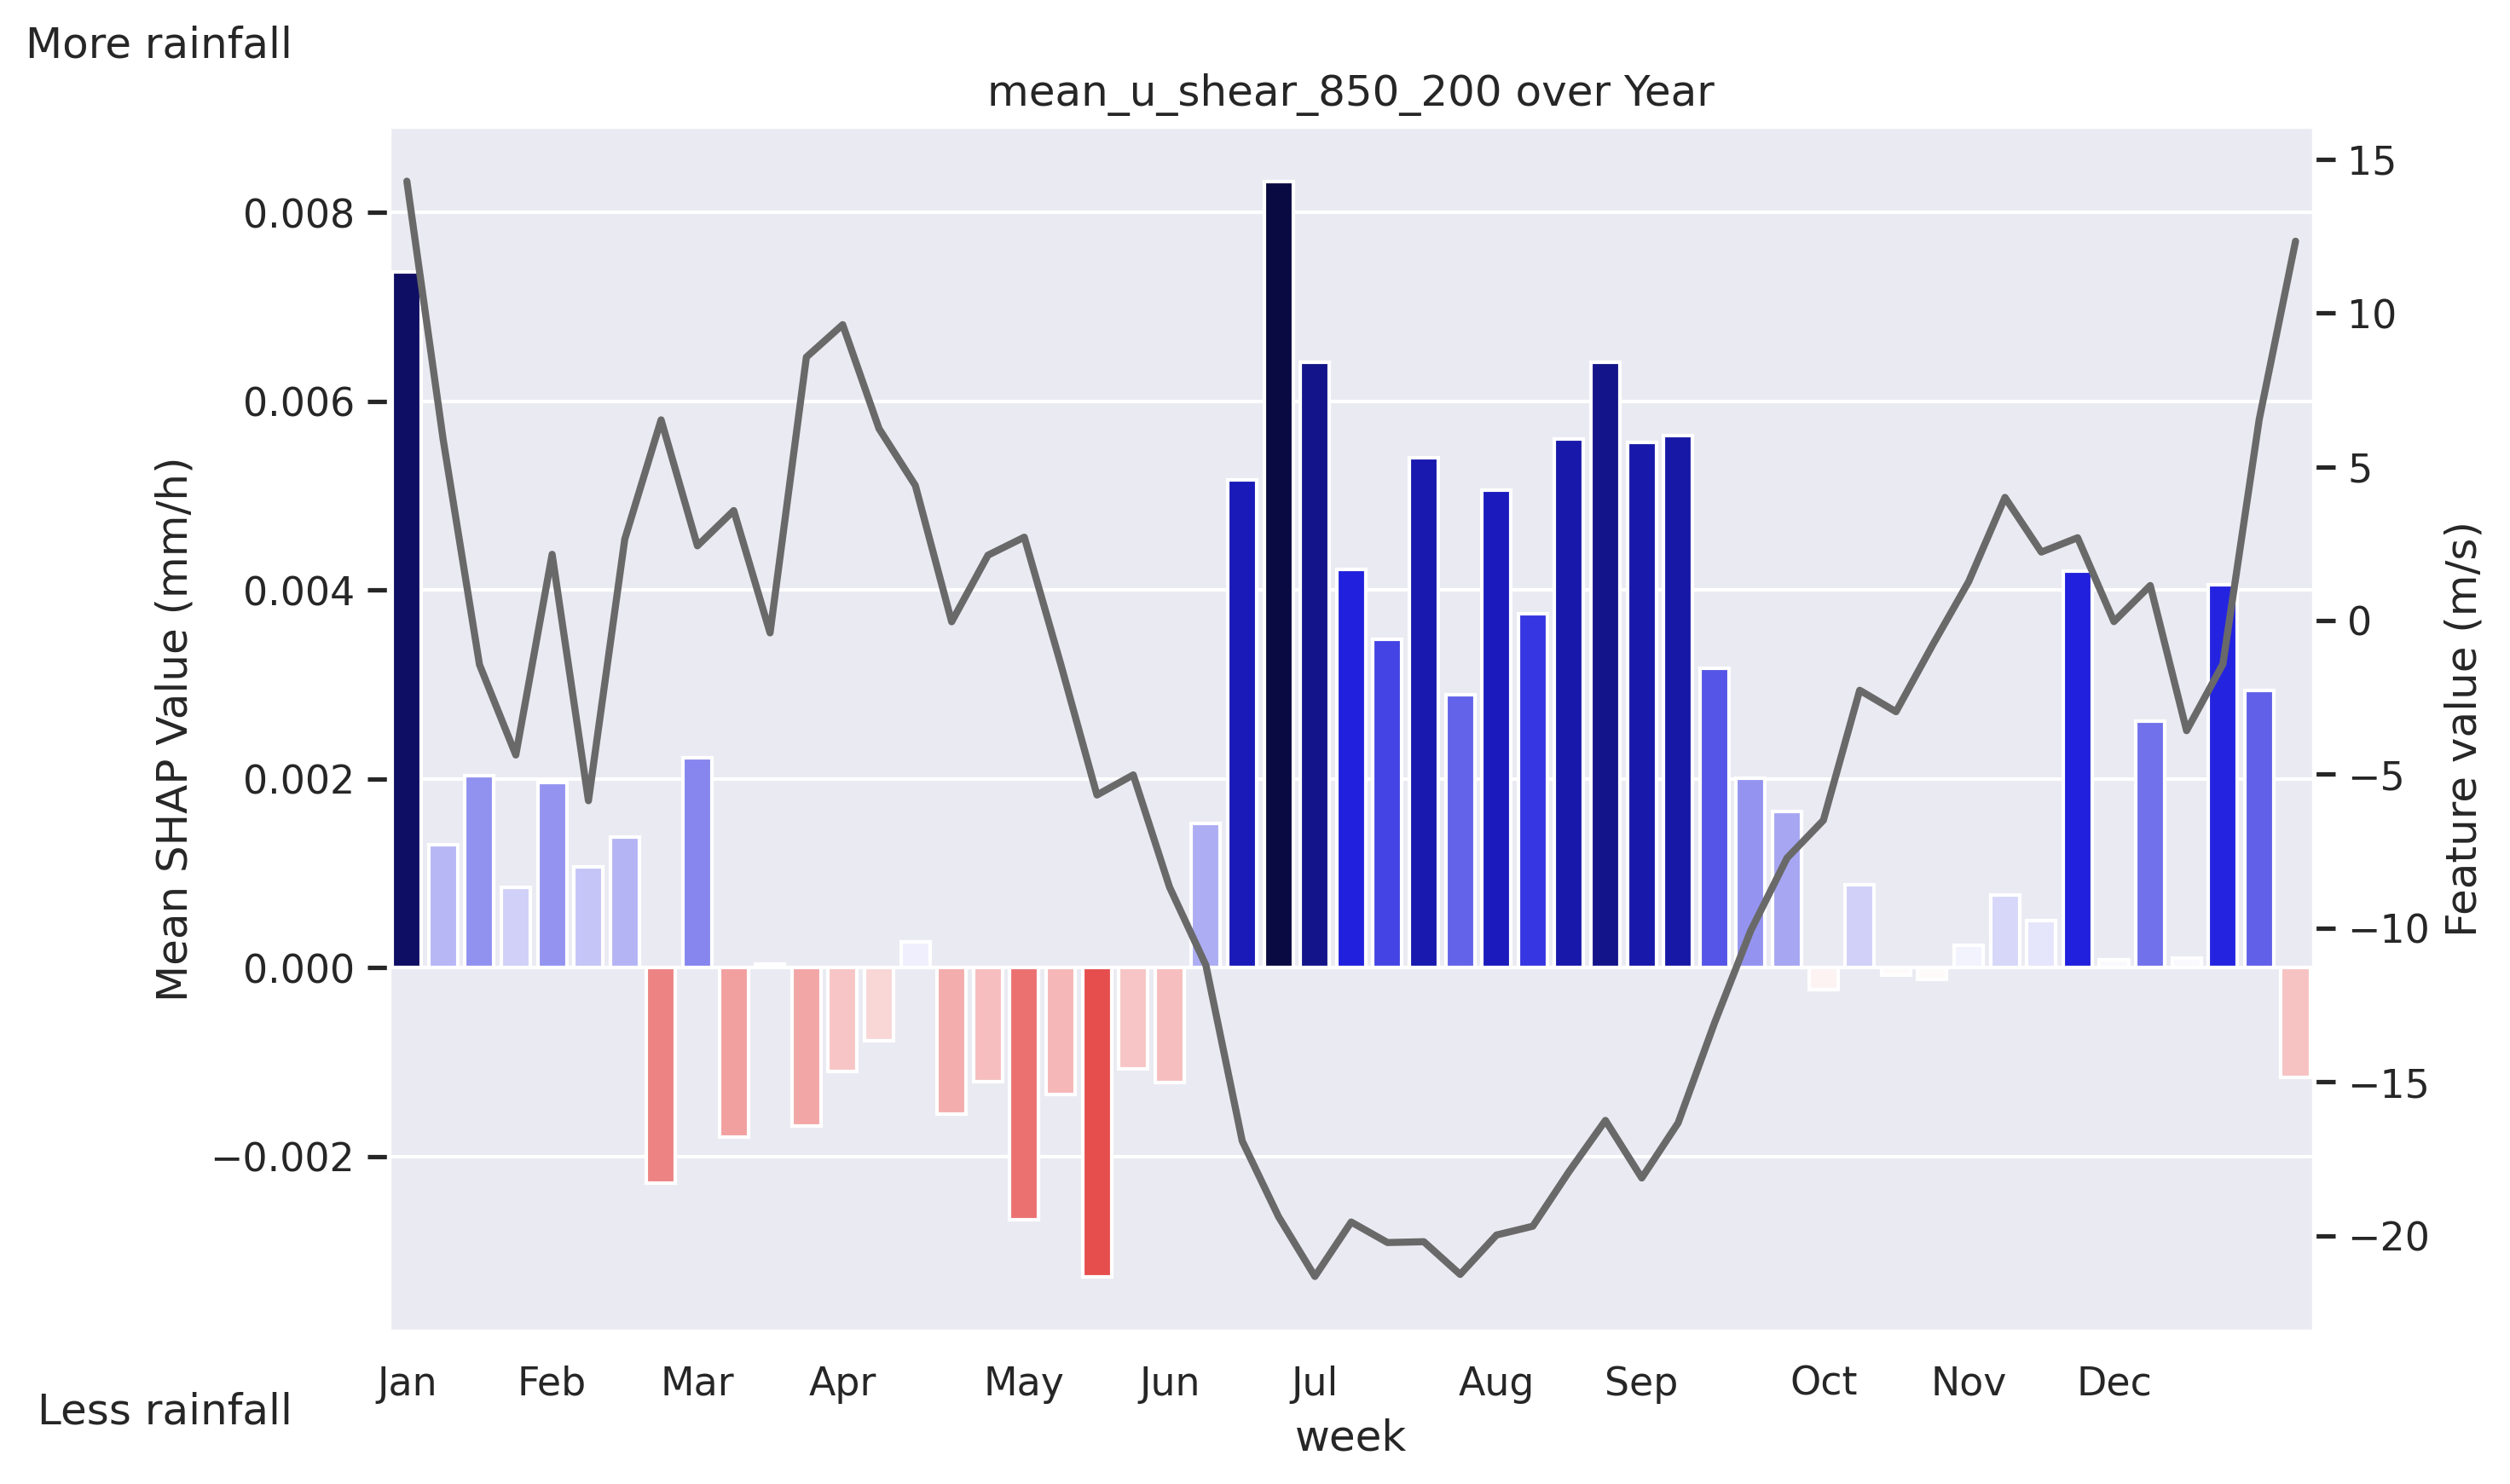 More rainfall
mean_u_shear_850_200 over Year
Mean SHAP Value (mm/h)
0.008
0.006
0.004
0.002
0.000
−0.002
15
10
5
0
−5
−10
−15
−20
Feature value (m/s)
Jan Feb Mar Apr May Jun Jul Aug Sep Oct Nov Dec
Less rainfall
week